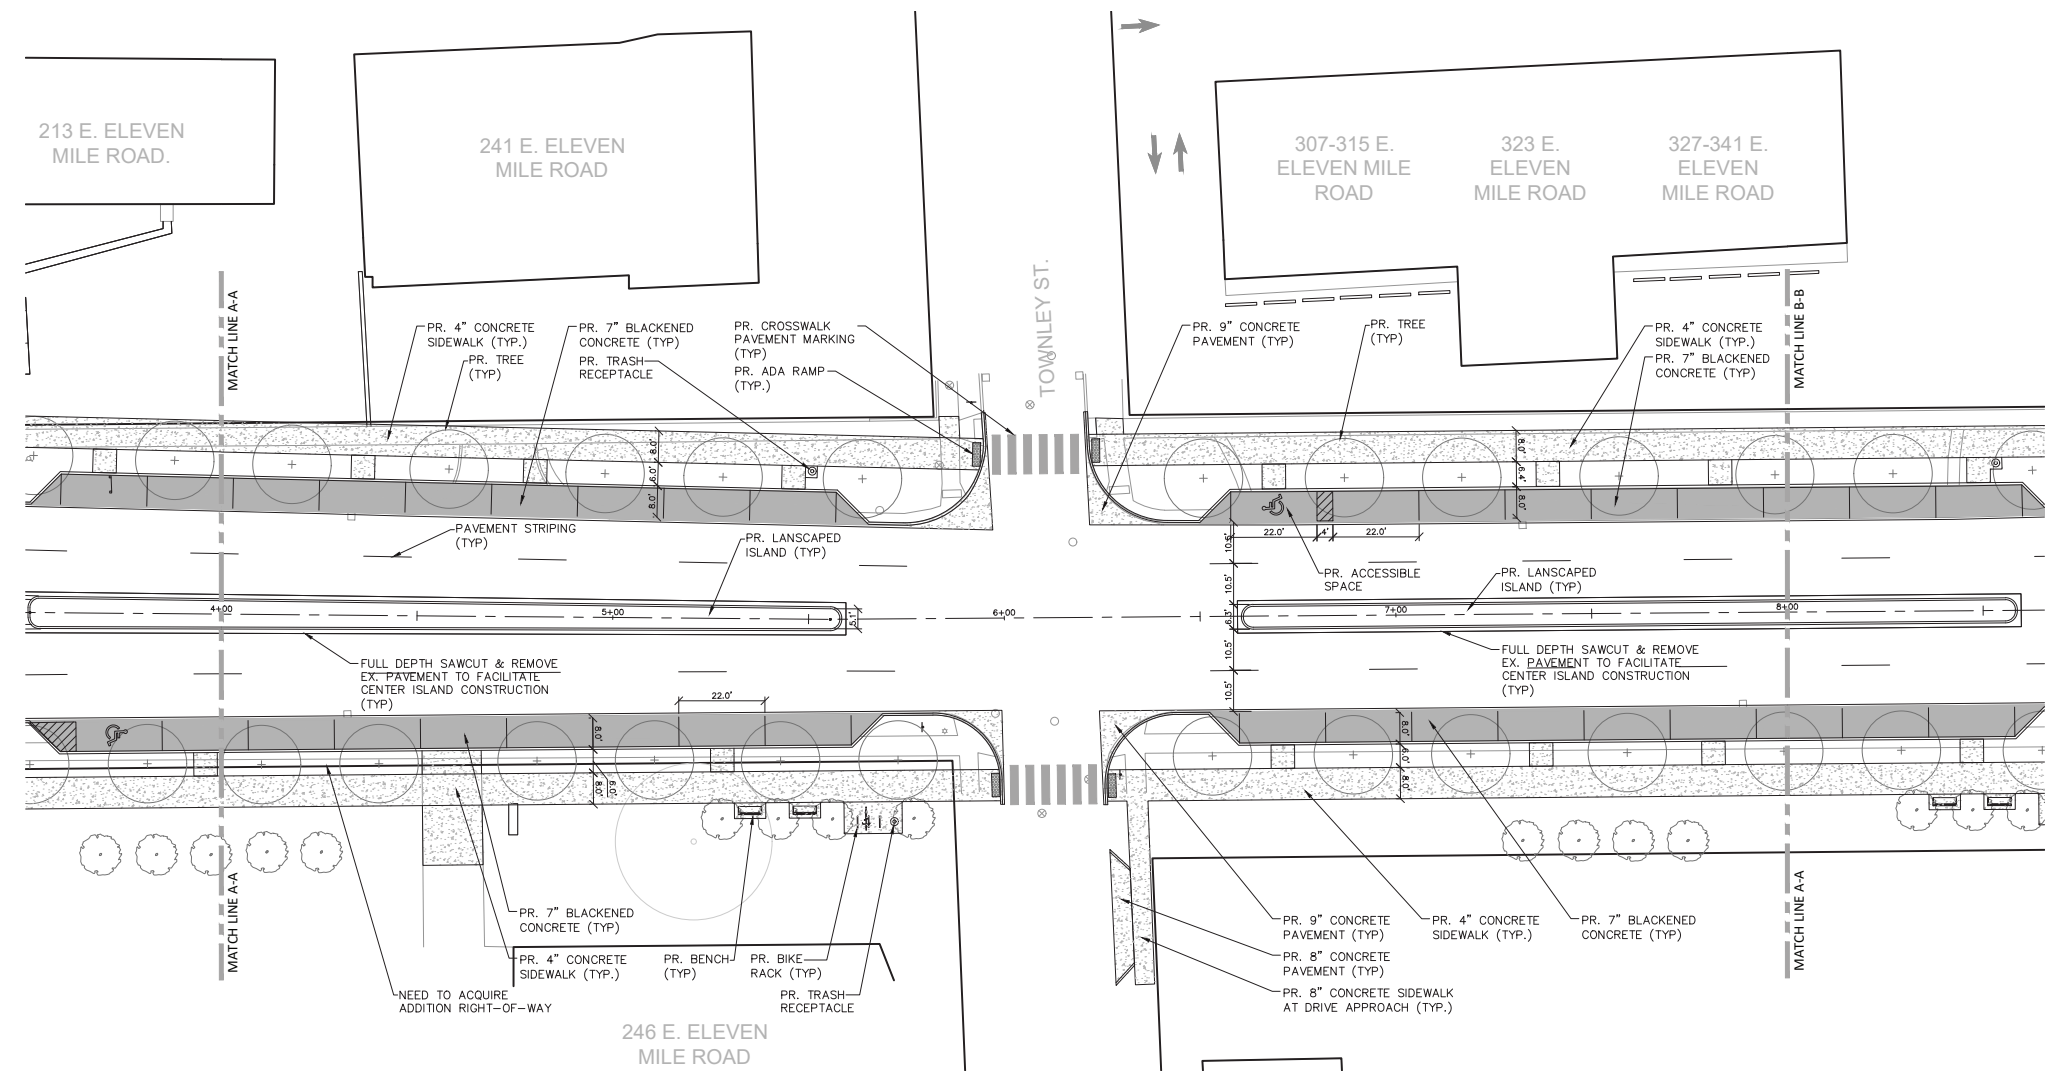 213 E. ELEVEN
MILE ROAD.
241 E. ELEVEN
MILE ROAD
307-315 E.
ELEVEN MILE
ROAD
323 E.
ELEVEN
MILE ROAD
327-341 E.
ELEVEN
MILE ROAD
TOWNLEY ST.
MATCH LINE A-A
MATCH LINE B-B
PR. 4" CONCRETE
SIDEWALK (TYP.)
PR. TREE
(TYP)
PR. 7" BLACKENED
CONCRETE (TYP)
PR. TRASH
RECEPTACLE
PR. CROSSWALK
PAVEMENT MARKING
(TYP)
PR. ADA RAMP
(TYP.)
PR. 9" CONCRETE
PAVEMENT (TYP)
PR. TREE
(TYP)
PR. 4" CONCRETE
SIDEWALK (TYP.)
PR. 7" BLACKENED
CONCRETE (TYP)
8.0'
6.0'
8.0'
8.0'
6.4'
8.0'
PAVEMENT STRIPING
(TYP)
PR. LANSCAPED
ISLAND (TYP)
22.0'
4'
22.0'
10.5'
10.5'
6.3'
10.5'
10.5'
PR. ACCESSIBLE
SPACE
PR. LANSCAPED
ISLAND (TYP)
4+00
5+00
5.1'
6+00
7+00
8+00
FULL DEPTH SAWCUT & REMOVE
EX. PAVEMENT TO FACILITATE
CENTER ISLAND CONSTRUCTION
(TYP)
FULL DEPTH SAWCUT & REMOVE
EX. PAVEMENT TO FACILITATE
CENTER ISLAND CONSTRUCTION
(TYP)
22.0'
8.0'
6.0'
8.0'
8.0'
6.0'
8.0'
MATCH LINE A-A
MATCH LINE A-A
PR. 7" BLACKENED
CONCRETE (TYP)
PR. 4" CONCRETE
SIDEWALK (TYP.)
PR. BENCH
(TYP)
PR. BIKE
RACK (TYP)
PR. TRASH
RECEPTACLE
NEED TO ACQUIRE
ADDITION RIGHT-OF-WAY
PR. 9" CONCRETE
PAVEMENT (TYP)
PR. 8" CONCRETE
PAVEMENT (TYP)
PR. 8" CONCRETE SIDEWALK
AT DRIVE APPROACH (TYP.)
PR. 4" CONCRETE
SIDEWALK (TYP.)
PR. 7" BLACKENED
CONCRETE (TYP)
246 E. ELEVEN
MILE ROAD